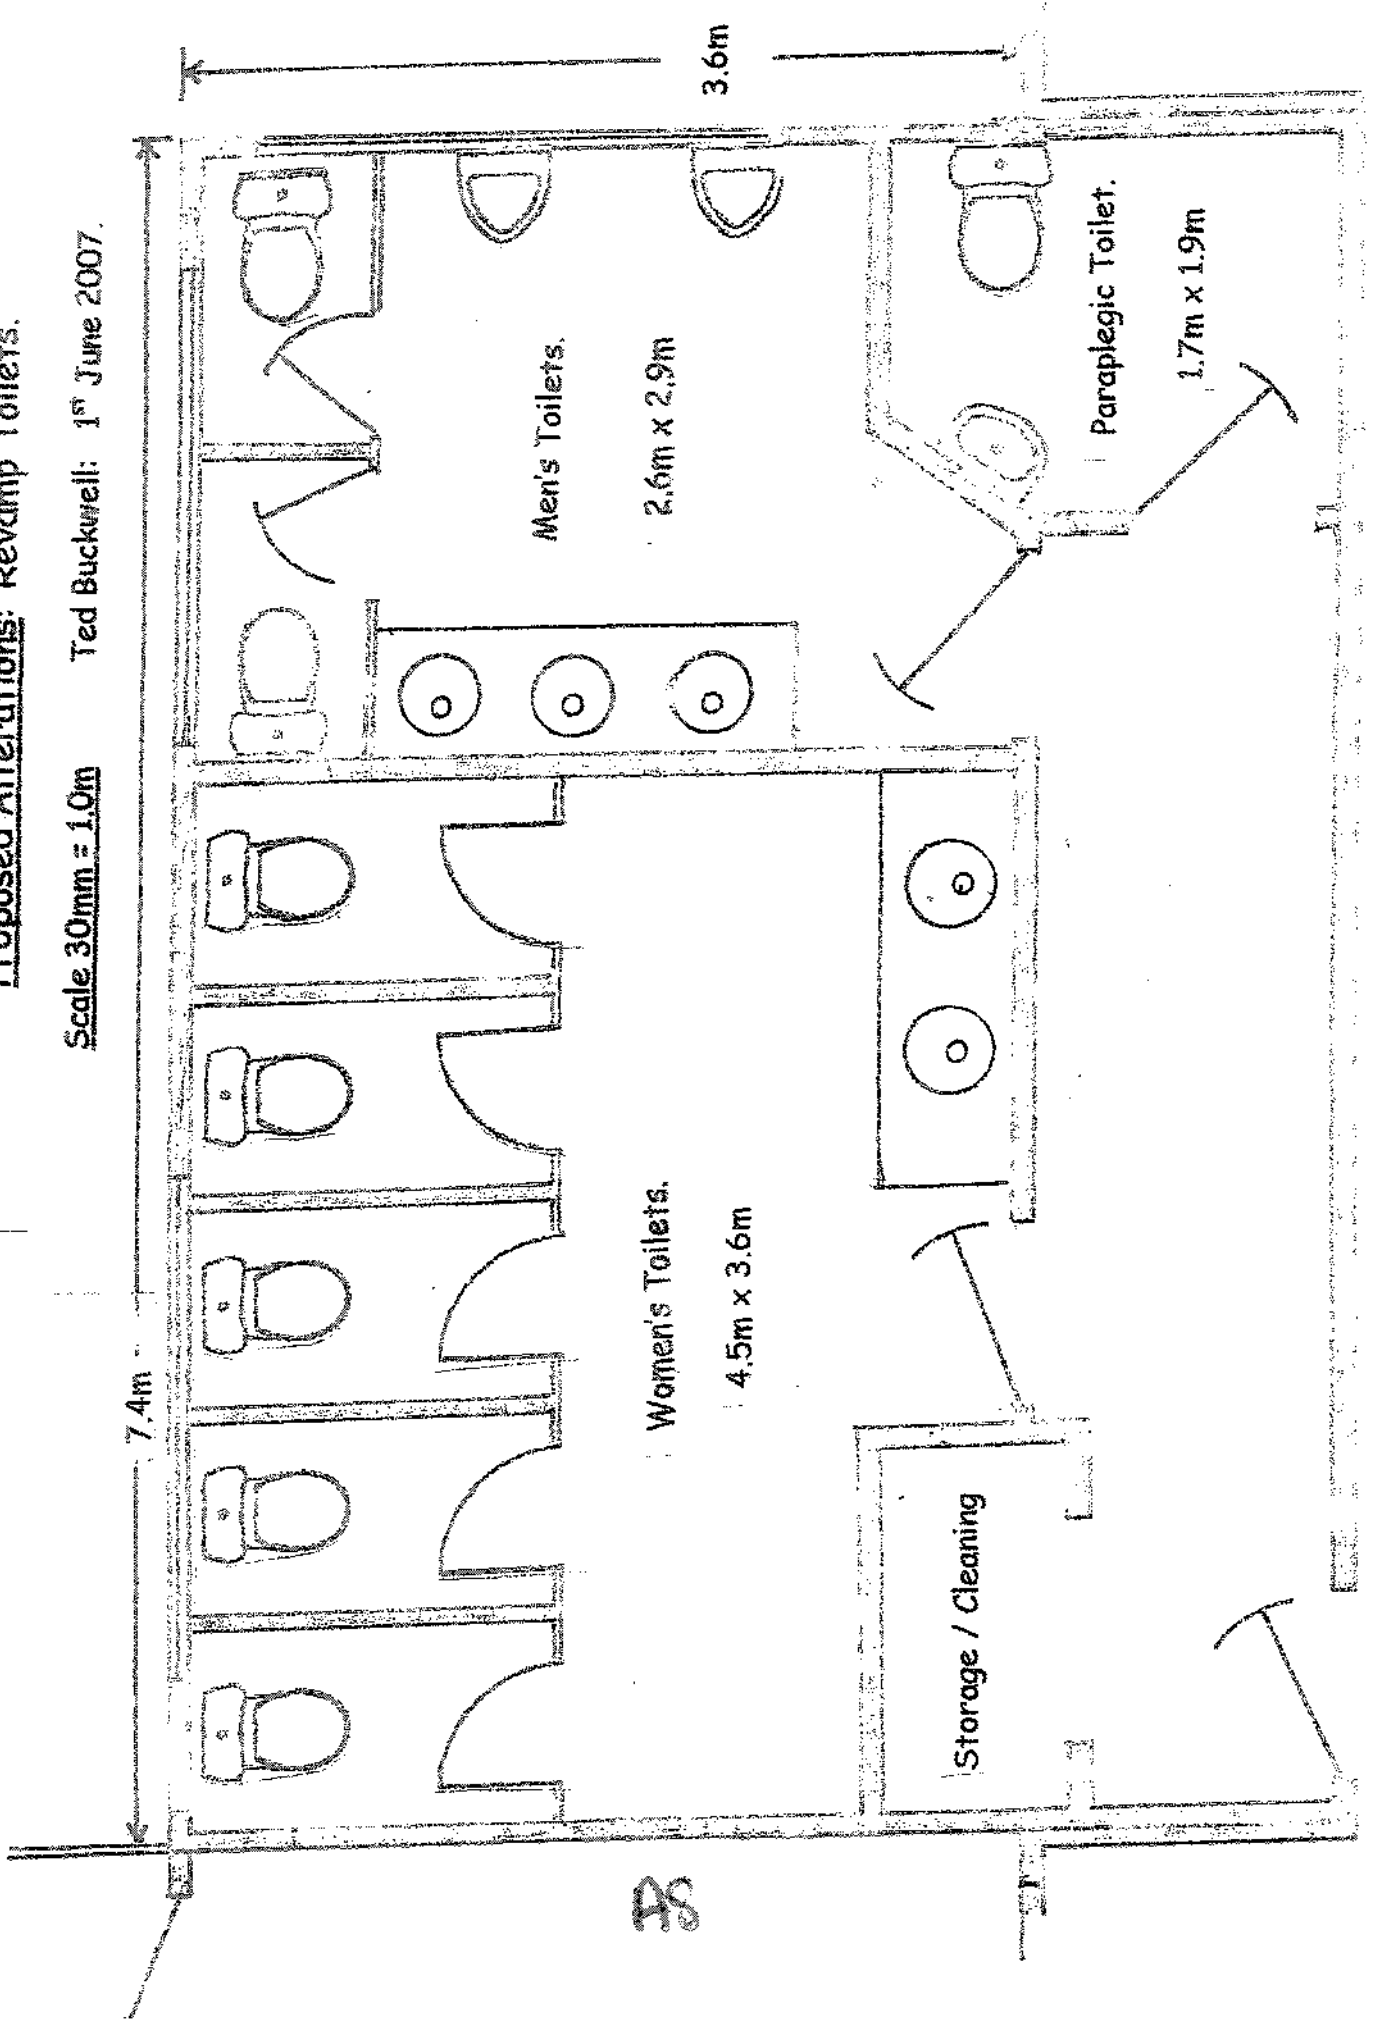 Proposed Alterations: Revamp Toilets.
Scale 30mm = 1.0m Ted Buckwell: 1st June 2007.
7.4m
3.6m
Men's Toilets.
2.6m x 2.9m
Women's Toilets.
4.5m x 3.6m
Paraplegic Toilet.
1.7m x 1.9m
Storage / Cleaning
A8